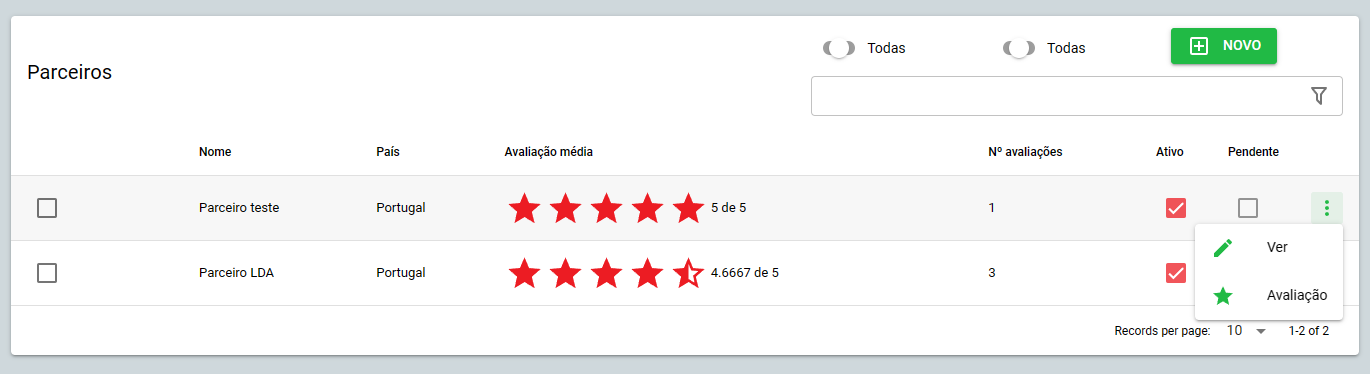 Todas Todas NOVO
Parceiros
Nome País Avaliação média Nº avaliações Ativo Pendente
Parceiro teste Portugal 5 de 5 1
Ver
Parceiro LDA Portugal 4.6667 de 5 3
Avaliação
Records per page: 10 1-2 of 2